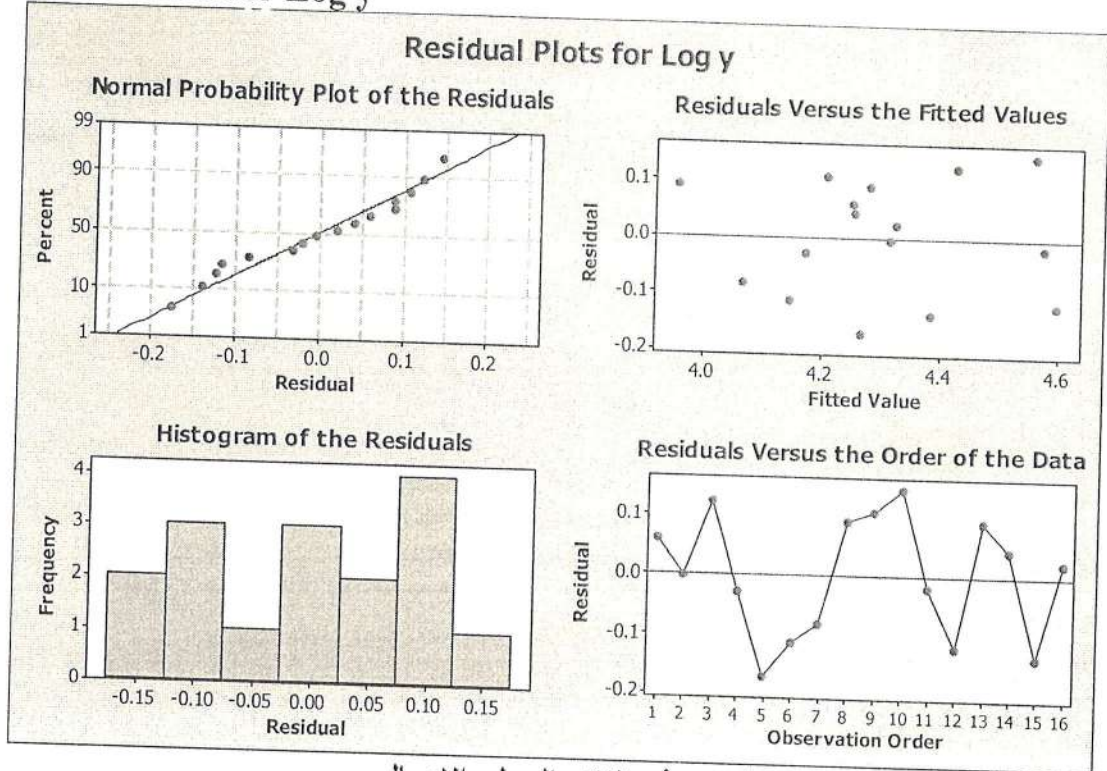 Log y
Residual Plots for Log y
Normal Probability Plot of the Residuals
99
90
50
10
1
Percent
-0.2 -0.1 0.0 0.1 0.2
Residual
Residuals Versus the Fitted Values
0.1
0.0
-0.1
-0.2
Residual
4.0 4.2 4.4 4.6
Fitted Value
Histogram of the Residuals
4
3
2
1
0
Frequency
-0.15 -0.10 -0.05 0.00 0.05 0.10 0.15
Residual
Residuals Versus the Order of the Data
0.1
0.0
-0.1
-0.2
Residual
1 2 3 4 5 6 7 8 9 10 11 12 13 14 15 16
Observation Order